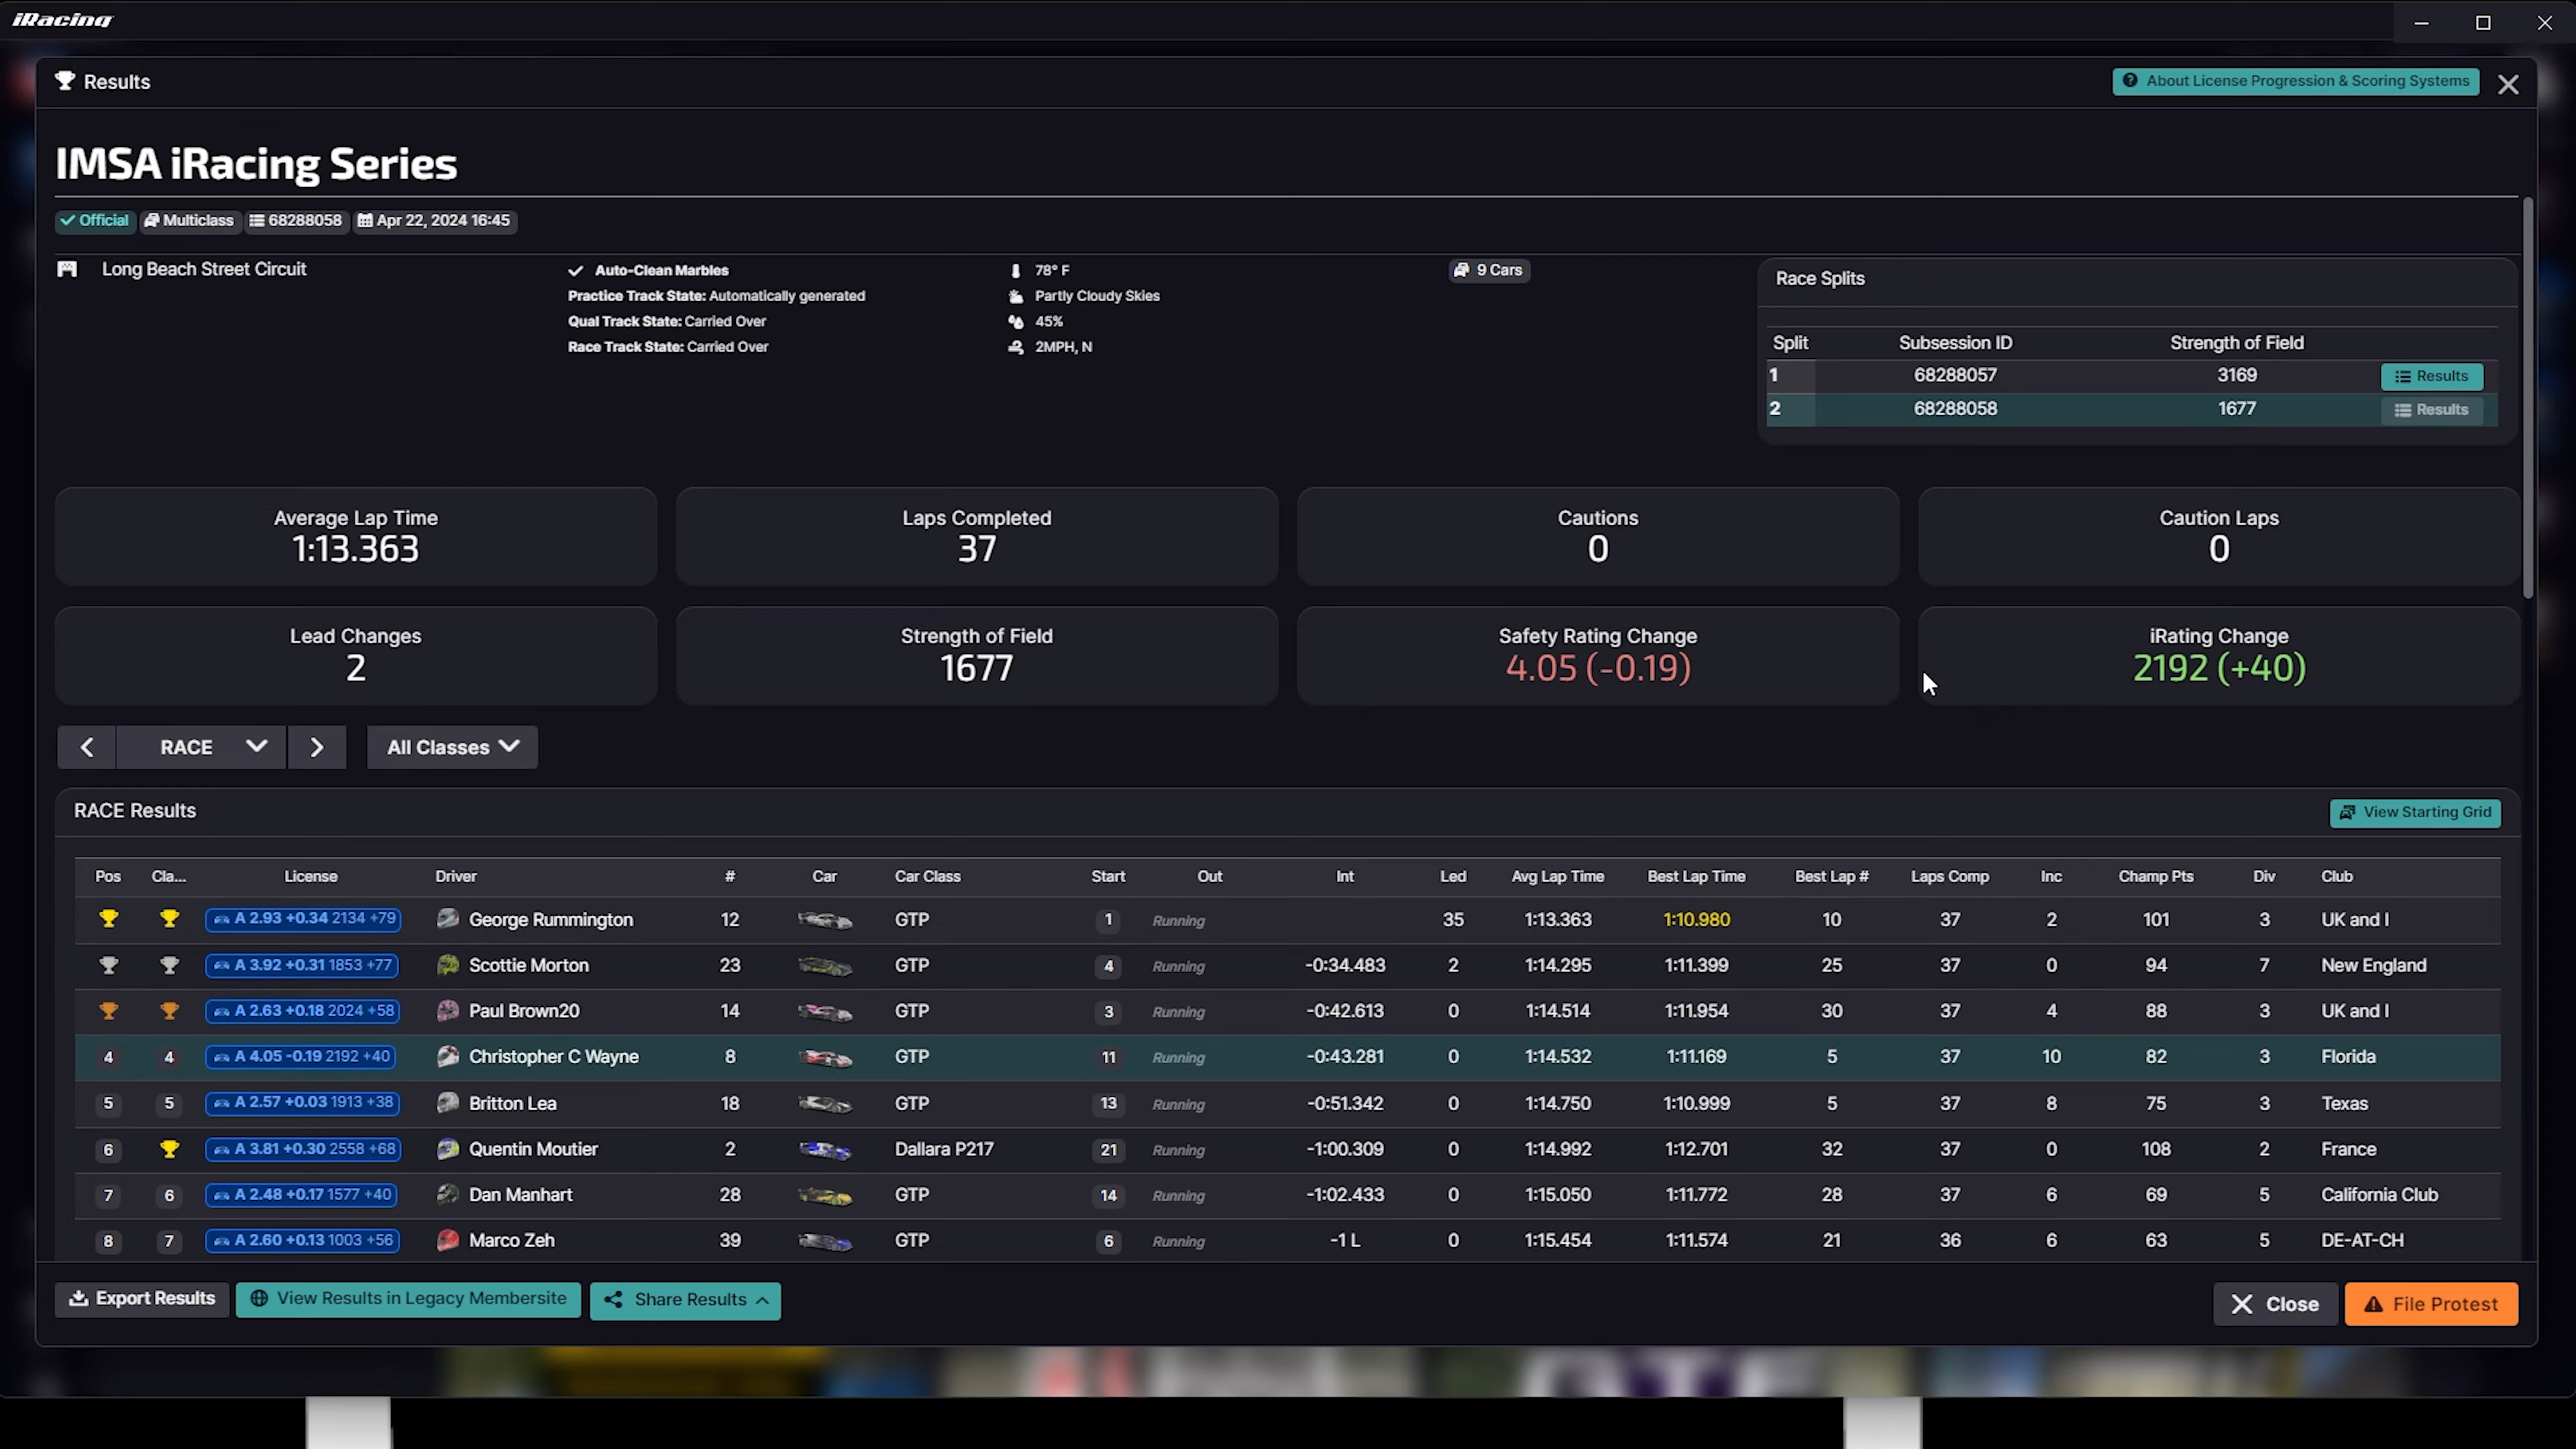 iRacing
Results
About License Progression & Scoring Systems
IMSA iRacing Series
Official Multiclass 68288058 Apr 22, 2024 16:45
Long Beach Street Circuit
Auto-Clean Marbles
Practice Track State: Automatically generated
Qual Track State: Carried Over
Race Track State: Carried Over
78° F
Partly Cloudy Skies
45%
2MPH, N
9 Cars
Race Splits
Split Subsession ID Strength of Field
1 68288057 3169 Results
2 68288058 1677 Results
Average Lap Time
1:13.363
Laps Completed
37
Cautions
0
Caution Laps
0
Lead Changes
2
Strength of Field
1677
Safety Rating Change
4.05 (-0.19)
iRating Change
2192 (+40)
RACE
All Classes
RACE Results
View Starting Grid
Pos Cla... License Driver # Car Car Class Start Out Int Led Avg Lap Time Best Lap Time Best Lap # Laps Comp Inc Champ Pts Div Club
A 2.93 +0.34 2134 +79 George Rummington 12 GTP 1 Running 35 1:13.363 1:10.980 10 37 2 101 3 UK and I
A 3.92 +0.31 1853 +77 Scottie Morton 23 GTP 4 Running -0:34.483 2 1:14.295 1:11.399 25 37 0 94 7 New England
A 2.63 +0.18 2024 +58 Paul Brown20 14 GTP 3 Running -0:42.613 0 1:14.514 1:11.954 30 37 4 88 3 UK and I
4 4 A 4.05 -0.19 2192 +40 Christopher C Wayne 8 GTP 11 Running -0:43.281 0 1:14.532 1:11.169 5 37 10 82 3 Florida
5 5 A 2.57 +0.03 1913 +38 Britton Lea 18 GTP 13 Running -0:51.342 0 1:14.750 1:10.999 5 37 8 75 3 Texas
6 A 3.81 +0.30 2558 +68 Quentin Moutier 2 Dallara P217 21 Running -1:00.309 0 1:14.992 1:12.701 32 37 0 108 2 France
7 6 A 2.48 +0.17 1577 +40 Dan Manhart 28 GTP 14 Running -1:02.433 0 1:15.050 1:11.772 28 37 6 69 5 California Club
8 7 A 2.60 +0.13 1003 +56 Marco Zeh 39 GTP 6 Running -1 L 0 1:15.454 1:11.574 21 36 6 63 5 DE-AT-CH
Export Results
View Results in Legacy Membersite
Share Results
Close
File Protest